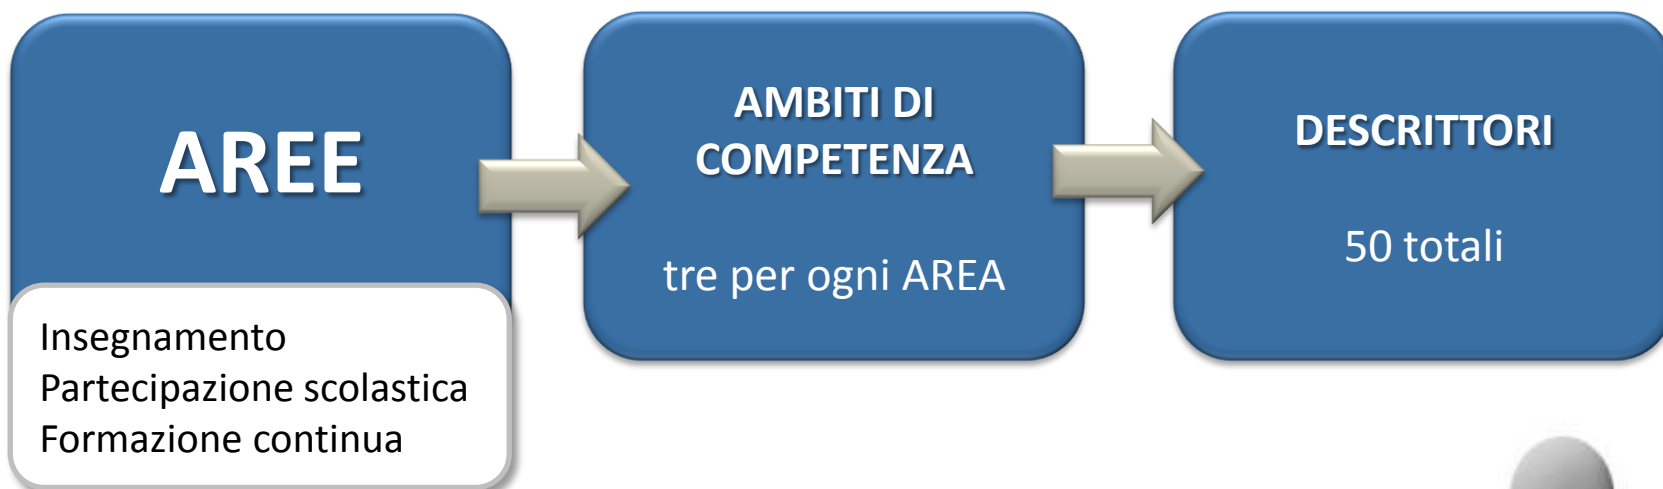 AREE
Insegnamento
Partecipazione scolastica
Formazione continua
AMBITI DI
COMPETENZA
tre per ogni AREA
DESCRITTORI
50 totali